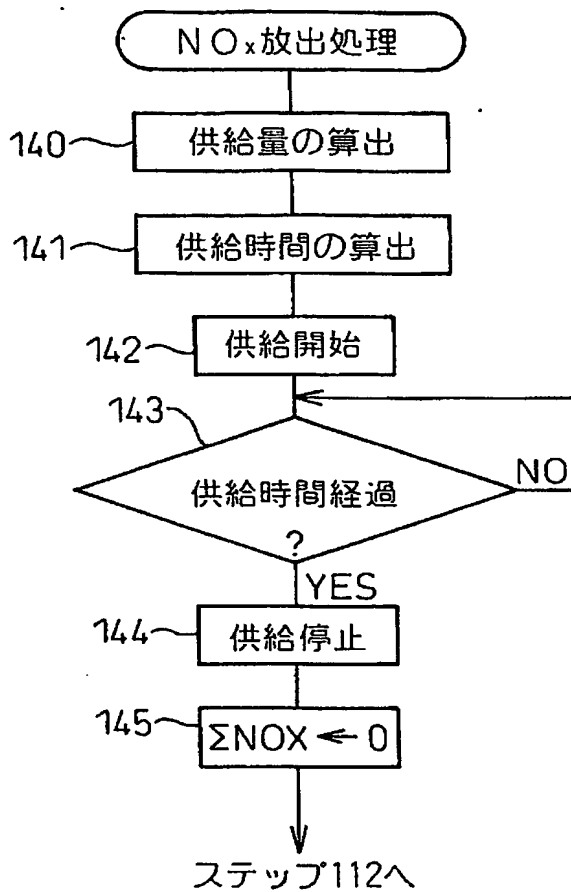 NOx放出処理
140 供給量の算出
141 供給時間の算出
142 供給開始
143
供給時間経過 NO
?
YES
144 供給停止
145 ΣNOX ← 0
ステップ112へ